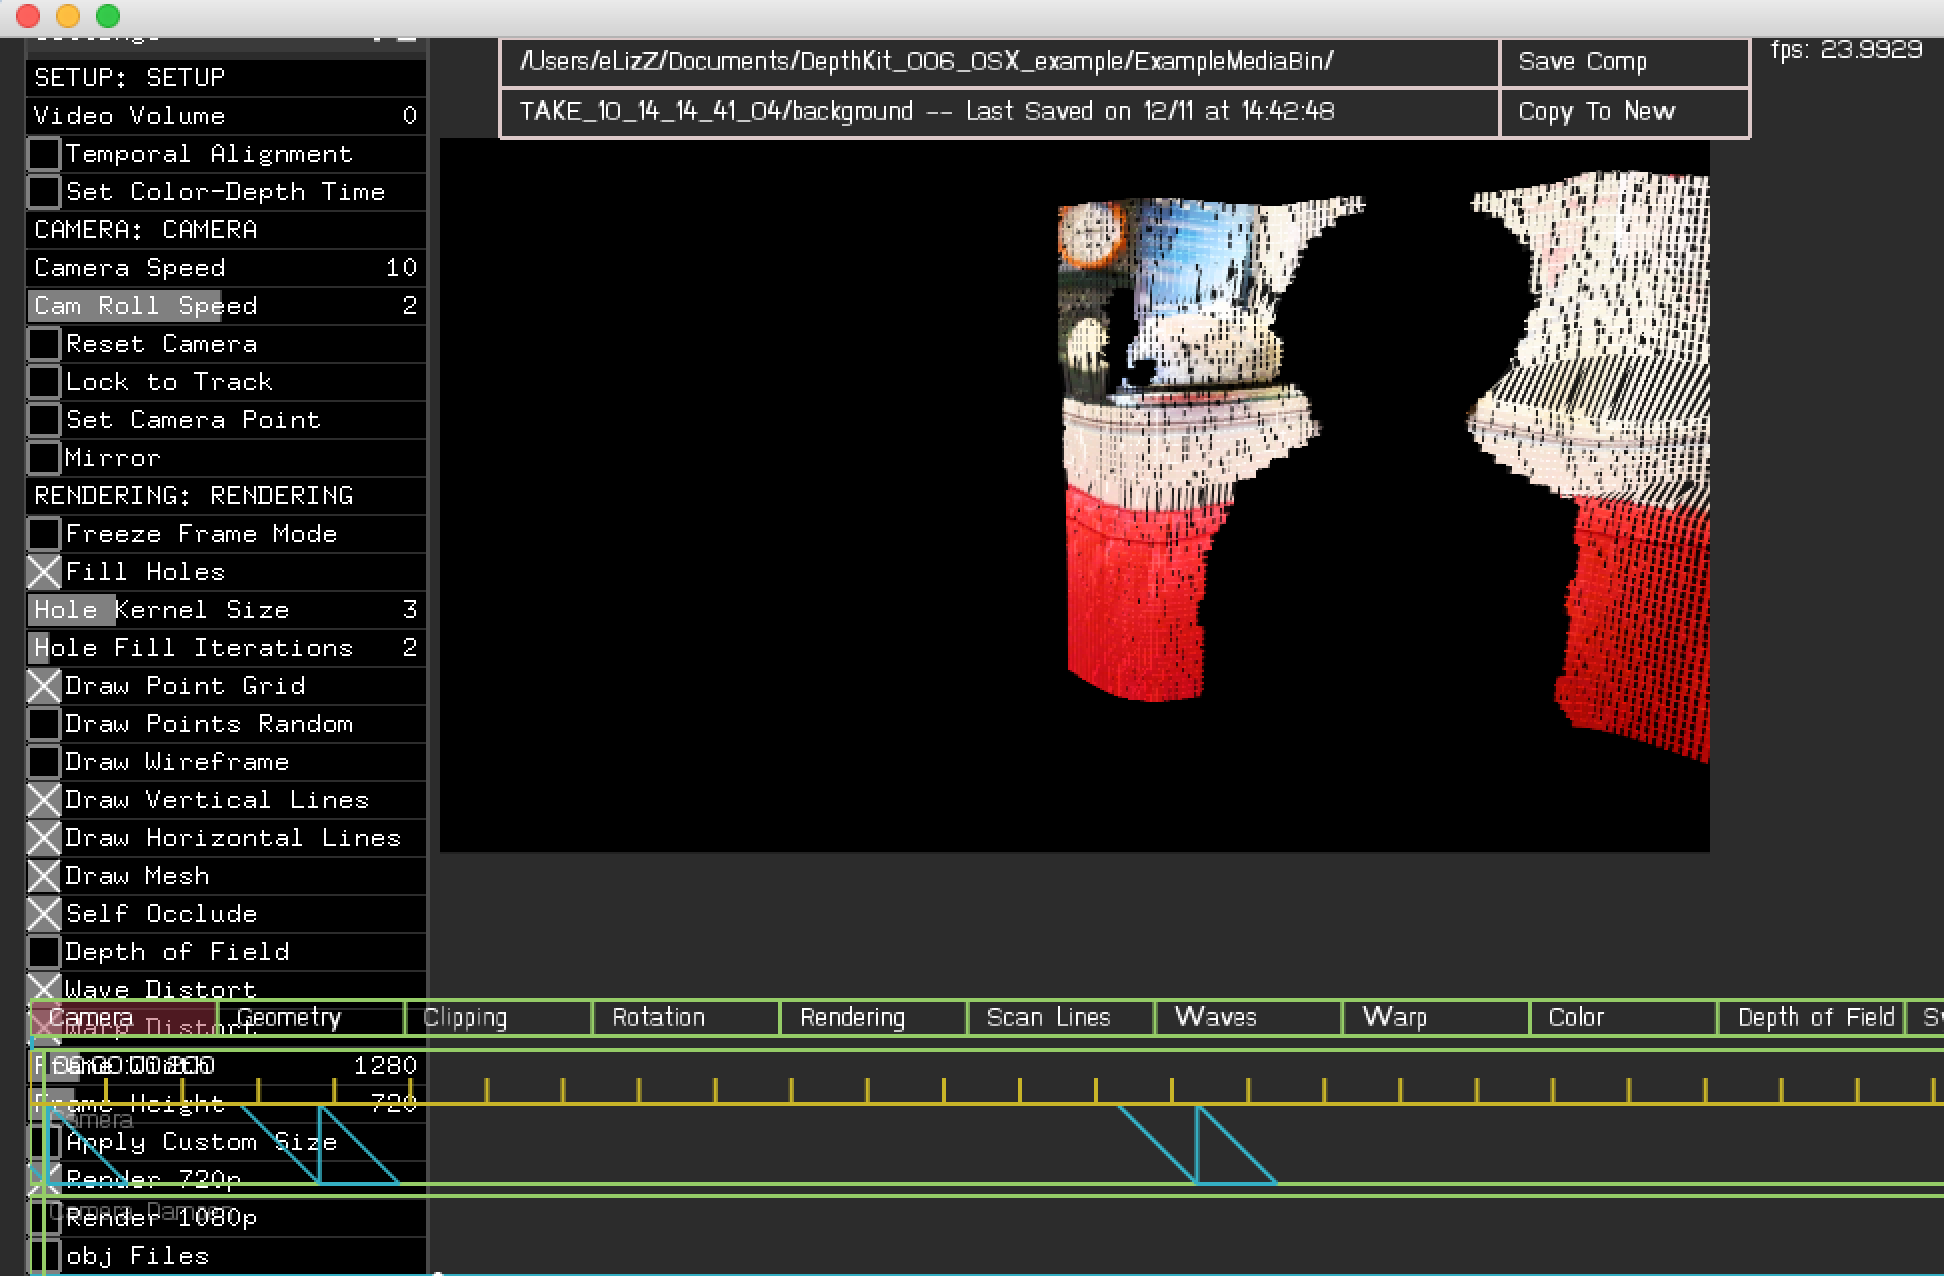 Settings
/Users/eLizZ/Documents/DepthKit_006_OSX_example/ExampleMediaBin/
Save Comp
fps: 23.9929
TAKE_10_14_14_41_04/background -- Last Saved on 12/11 at 14:42:48
Copy To New
SETUP: SETUP
Video Volume 0
Temporal Alignment
Set Color-Depth Time
CAMERA: CAMERA
Camera Speed 10
Cam Roll Speed 2
Reset Camera
Lock to Track
Set Camera Point
Mirror
RENDERING: RENDERING
Freeze Frame Mode
Fill Holes
Hole Kernel Size 3
Hole Fill Iterations 2
Draw Point Grid
Draw Points Random
Draw Wireframe
Draw Vertical Lines
Draw Horizontal Lines
Draw Mesh
Self Occlude
Depth of Field
Wave Distort
Warp Distort
Frame Width 1280
Frame Height 720
Apply Custom Size
Render 720p
Render 1080p
obj Files
Camera Geometry Clipping Rotation Rendering Scan Lines Waves Warp Color Depth of Field
Camera
Camera Dampen